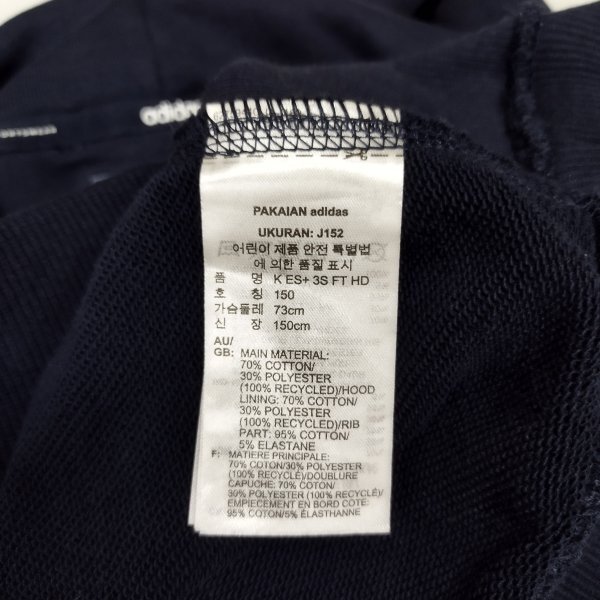 adida
PAKAIAN adidas
UKURAN: J152
어린이 제품 안전 특별법
에 의한 품질 표시
품 명 K ES+ 3S FT HD
호 칭 150
가슴둘레 73cm
신 장 150cm
AU/
GB: MAIN MATERIAL:
70% COTTON/
30% POLYESTER
(100% RECYCLED)/HOOD
LINING: 70% COTTON/
30% POLYESTER
(100% RECYCLED)/RIB
PART: 95% COTTON/
5% ELASTANE
F: MATIERE PRINCIPALE:
70% COTON/30% POLYESTER
(100% RECYCLE)/DOUBLURE
CAPUCHE: 70% COTON/
30% POLYESTER (100% RECYCLE)/
EMPIECEMENT EN BORD COTE:
95% COTON/5% ÉLASTHANNE